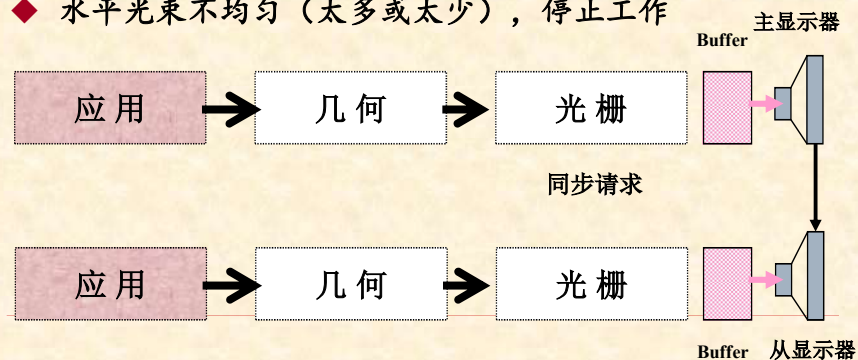 水平光束不均匀（太多或太少），停止工作
Buffer 主显示器
应 用 几 何 光 栅
同步请求
应 用 几 何 光 栅
Buffer 从显示器